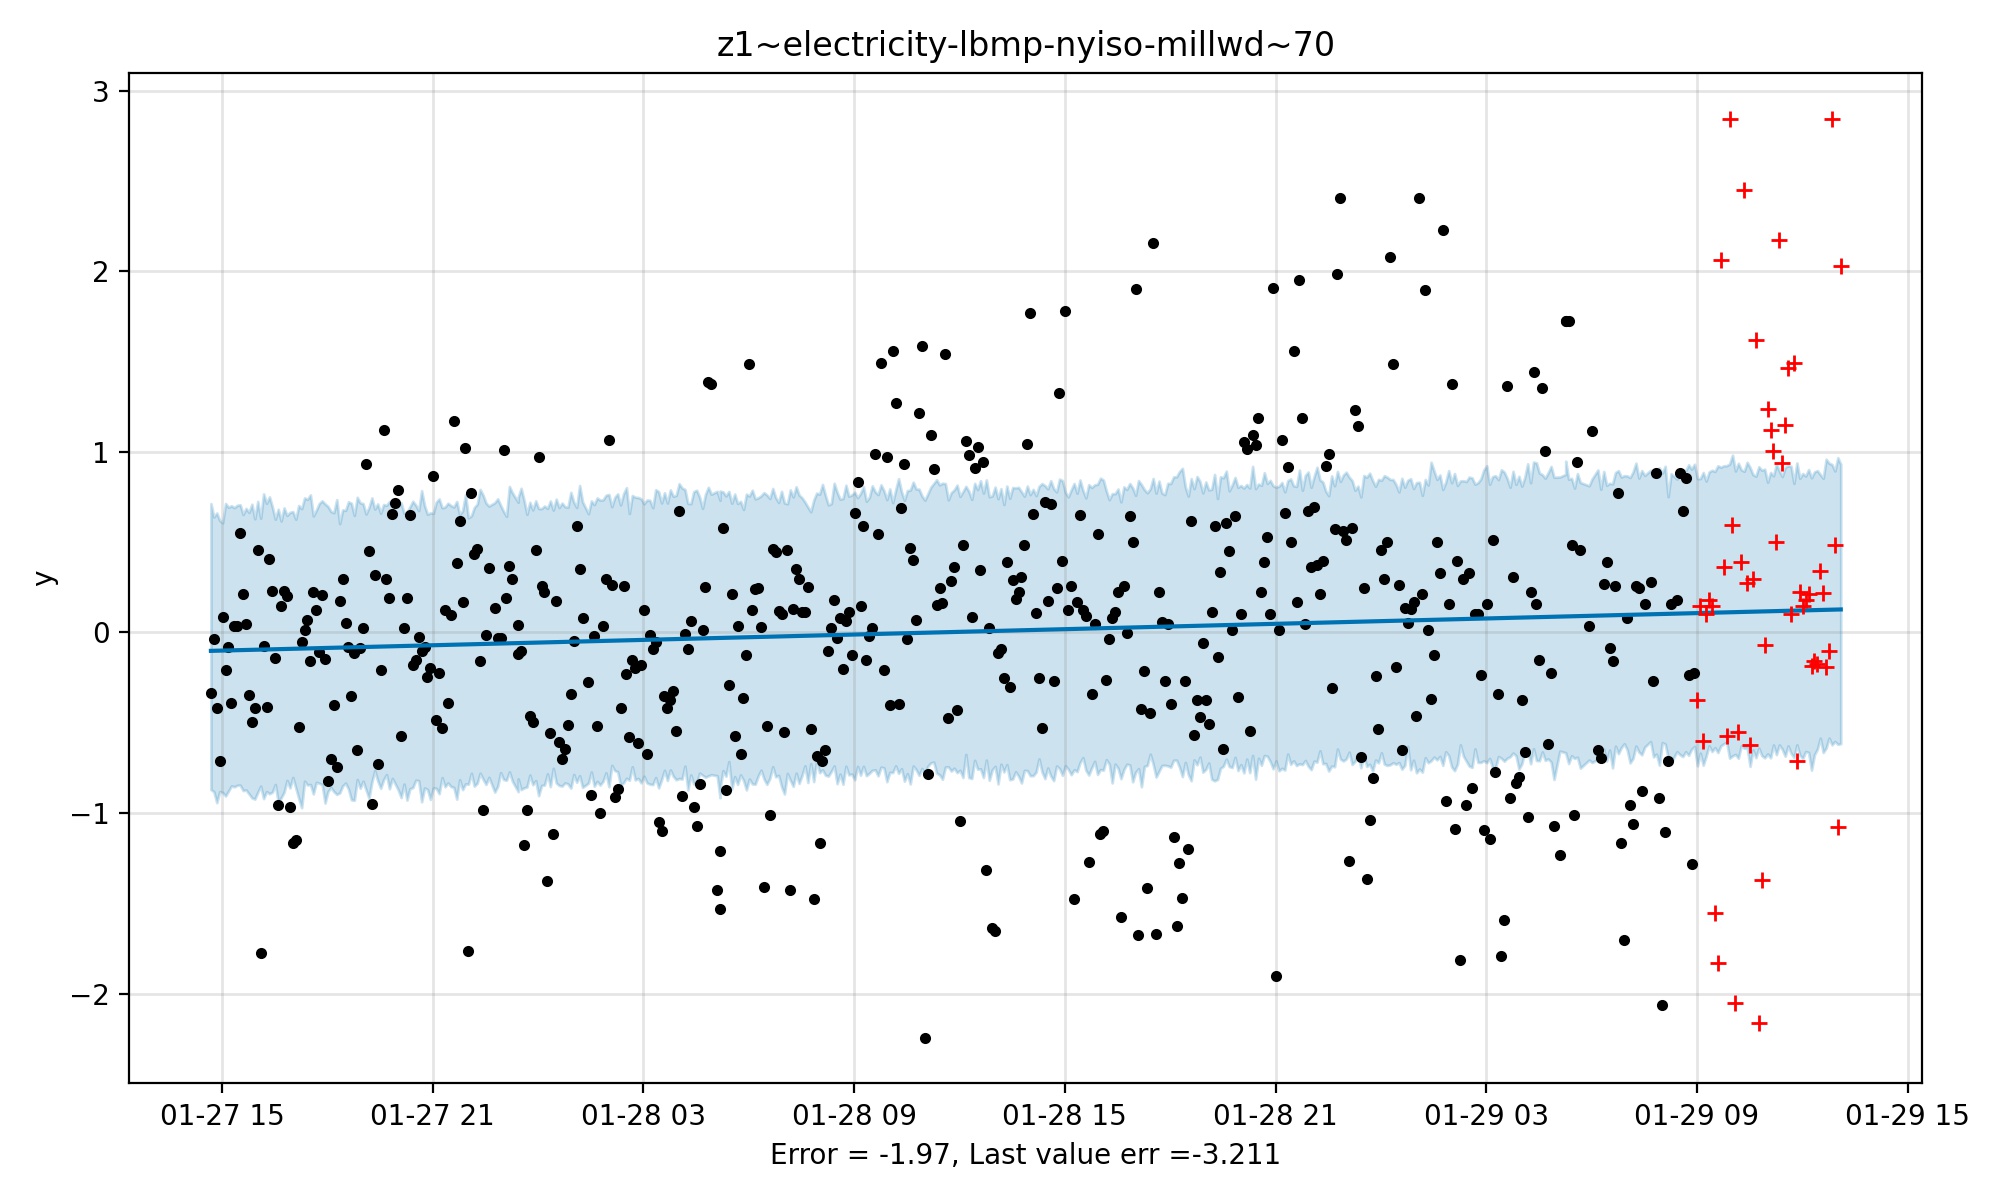 z1~electricity-lbmp-nyiso-millwd~70
3
2
1
0
−1
−2
y
01-27 15 01-27 21 01-28 03 01-28 09 01-28 15 01-28 21 01-29 03 01-29 09 01-29 15
Error = -1.97, Last value err =-3.211